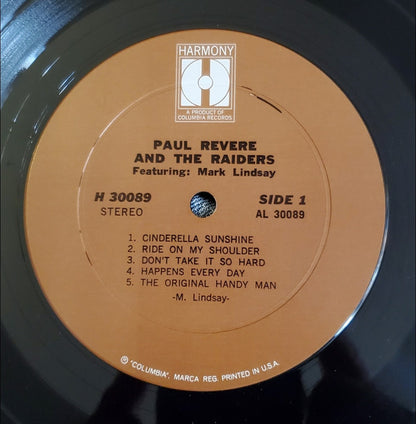 HARMONY
A PRODUCT OF
COLUMBIA RECORDS
PAUL REVERE
AND THE RAIDERS
Featuring: Mark Lindsay
H 30089
STEREO
SIDE 1
AL 30089
1. CINDERELLA SUNSHINE
2. RIDE ON MY SHOULDER
3. DON'T TAKE IT SO HARD
4. HAPPENS EVERY DAY
5. THE ORIGINAL HANDY MAN
-M. Lindsay-
℗ "COLUMBIA". MARCA REG. PRINTED IN U.S.A.